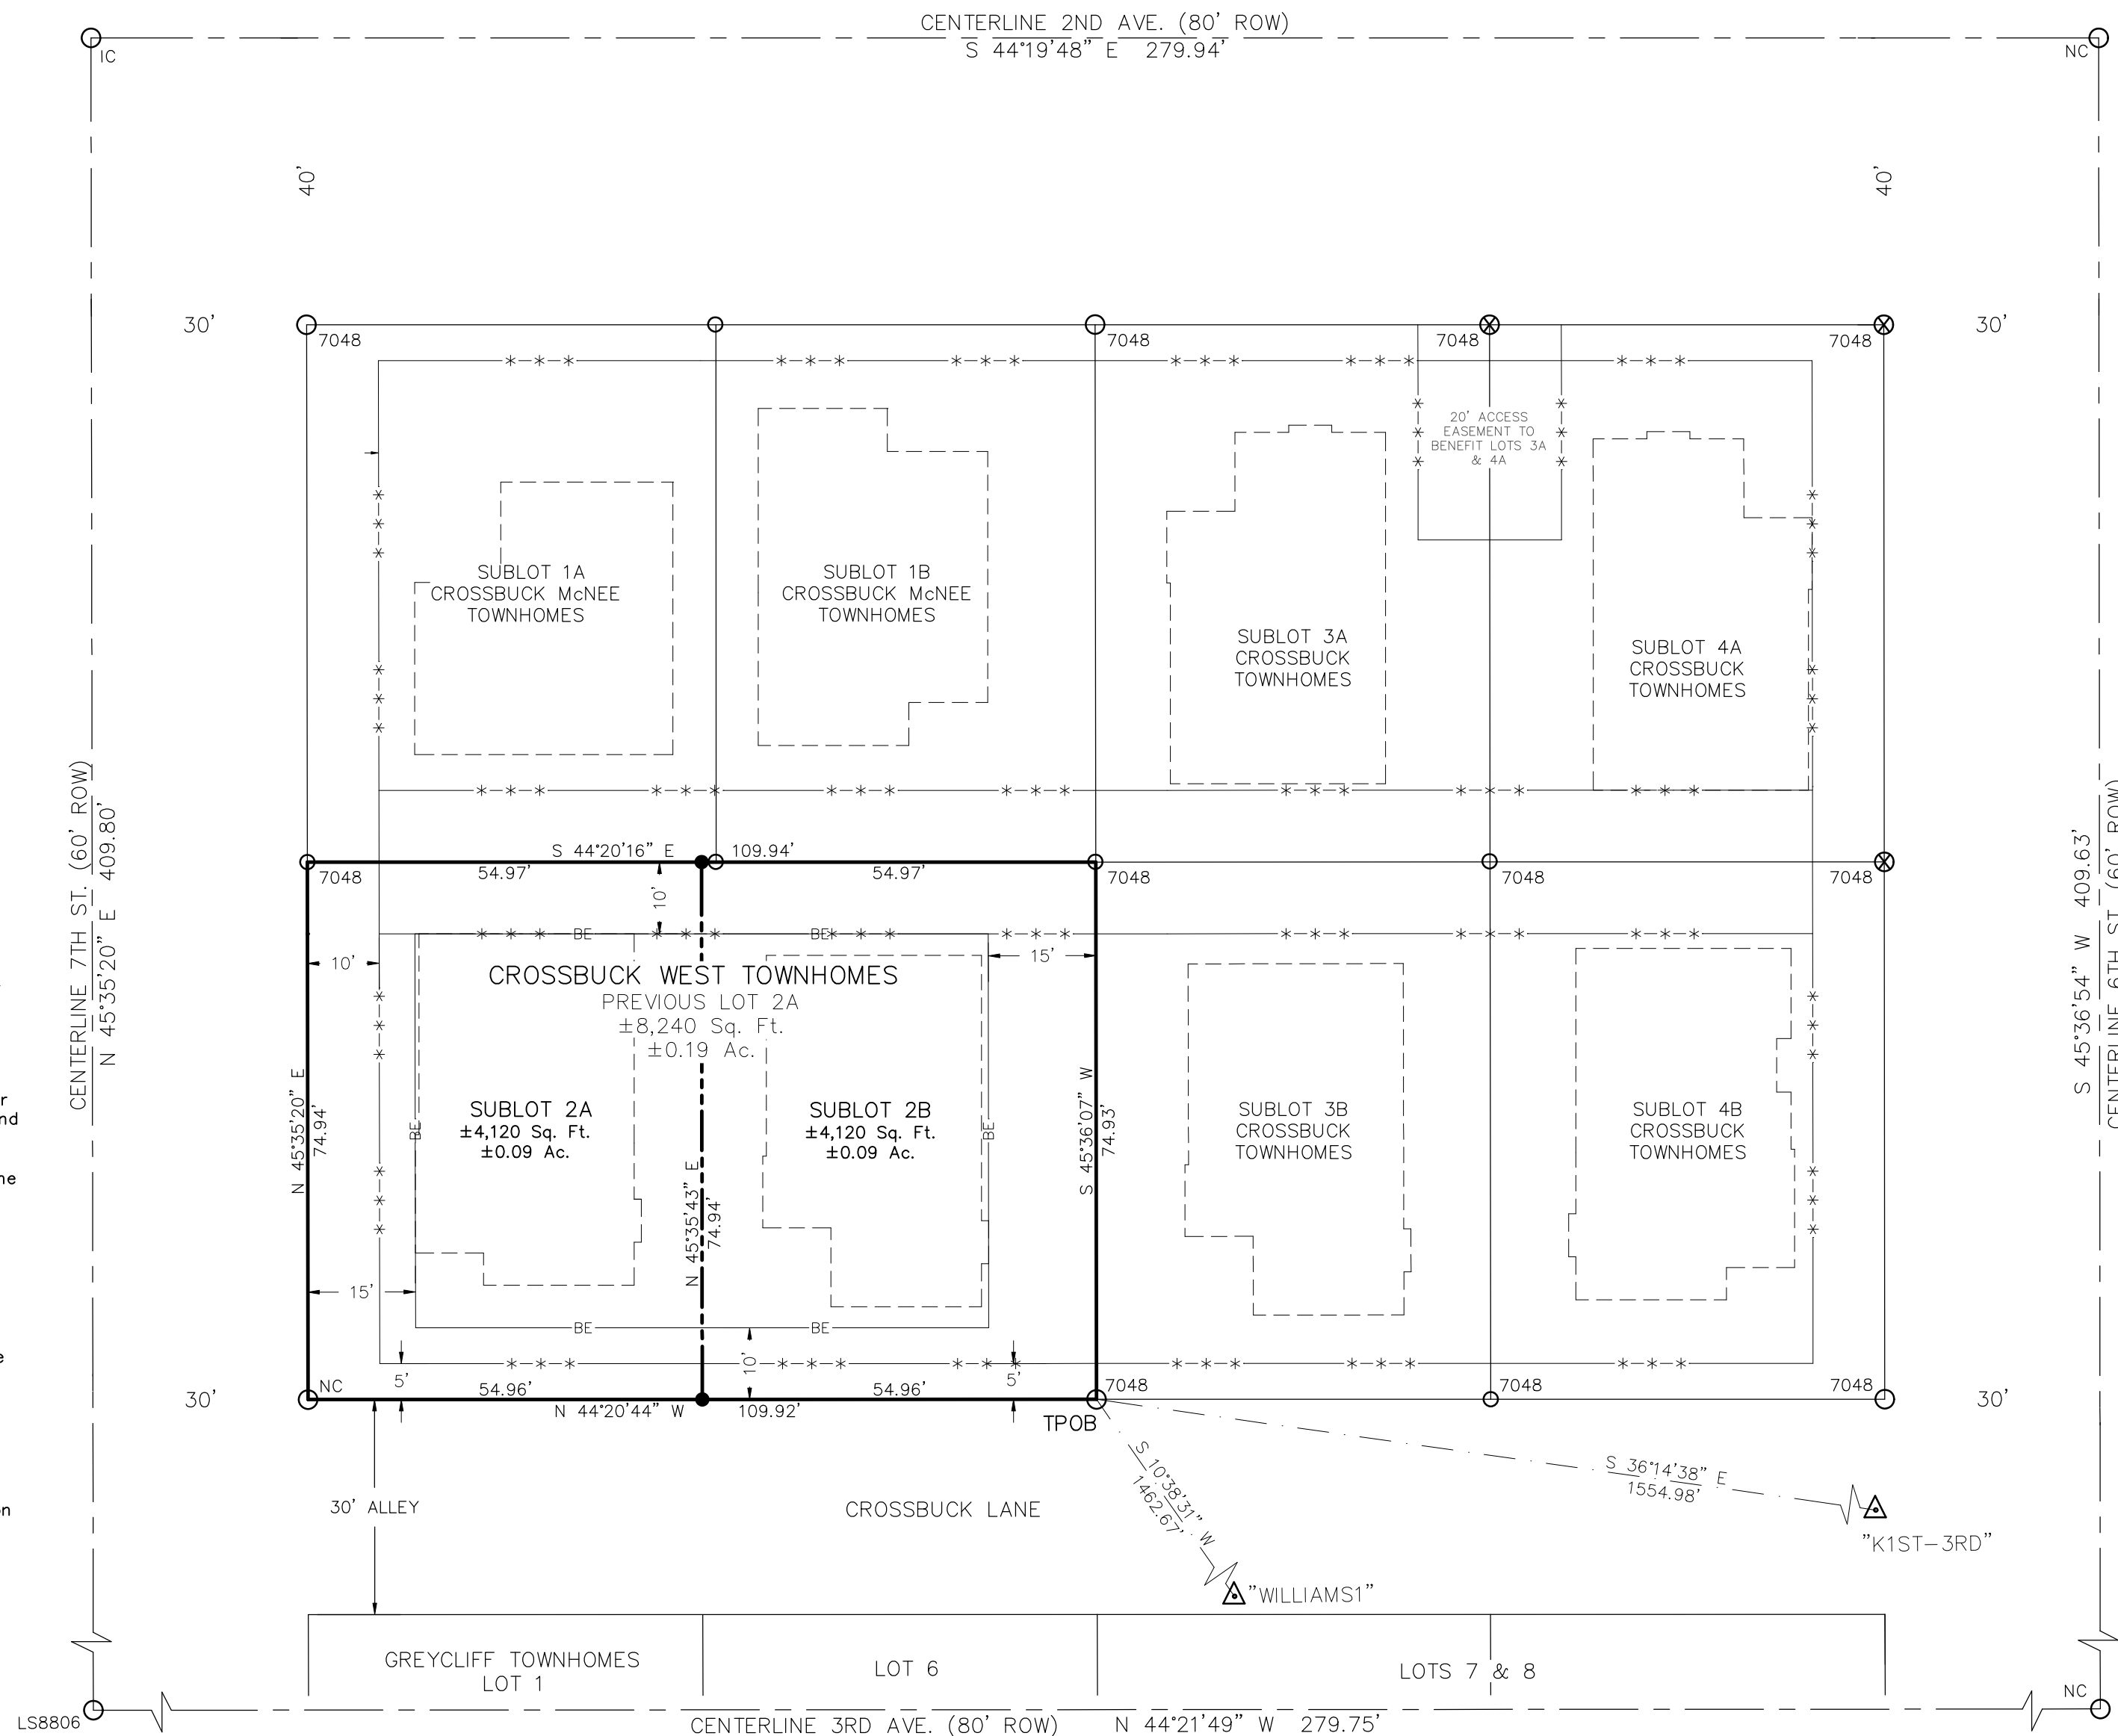 CENTERLINE 2ND AVE. (80' ROW)
S 44°19'48" E 279.94'
IC
NC
40'
40'
30'
30'
7048
7048
7048
7048
20' ACCESS
EASEMENT TO
BENEFIT LOTS 3A
& 4A
SUBLOT 1A
CROSSBUCK McNEE
TOWNHOMES
SUBLOT 1B
CROSSBUCK McNEE
TOWNHOMES
SUBLOT 3A
CROSSBUCK
TOWNHOMES
SUBLOT 4A
CROSSBUCK
TOWNHOMES
CENTERLINE 7TH ST. (60' ROW)
N 45°35'20" E 409.80'
S 45°36'54" W 409.63'
CENTERLINE 6TH ST. (60' ROW)
S 44°20'16" E 109.94'
7048
54.97'
54.97'
7048
7048
7048
10'
BE
BE
10'
15'
CROSSBUCK WEST TOWNHOMES
PREVIOUS LOT 2A
±8,240 Sq. Ft.
±0.19 Ac.
N 45°35'20" E
74.94'
BE
SUBLOT 2A
±4,120 Sq. Ft.
±0.09 Ac.
N 45°35'43" E
74.94'
SUBLOT 2B
±4,120 Sq. Ft.
±0.09 Ac.
BE
S 45°36'07" W
74.93'
SUBLOT 3B
CROSSBUCK
TOWNHOMES
SUBLOT 4B
CROSSBUCK
TOWNHOMES
15'
BE
BE
10'
5'
5'
30'
NC
54.96'
54.96'
7048
7048
7048
30'
N 44°20'44" W 109.92'
TPOB
S 10°38'31" W
1462.67'
S 36°14'38" E
1554.98'
30' ALLEY
CROSSBUCK LANE
"K1ST-3RD"
"WILLIAMS1"
GREYCLIFF TOWNHOMES
LOT 1
LOT 6
LOTS 7 & 8
LS8806
NC
CENTERLINE 3RD AVE. (80' ROW) N 44°21'49" W 279.75'